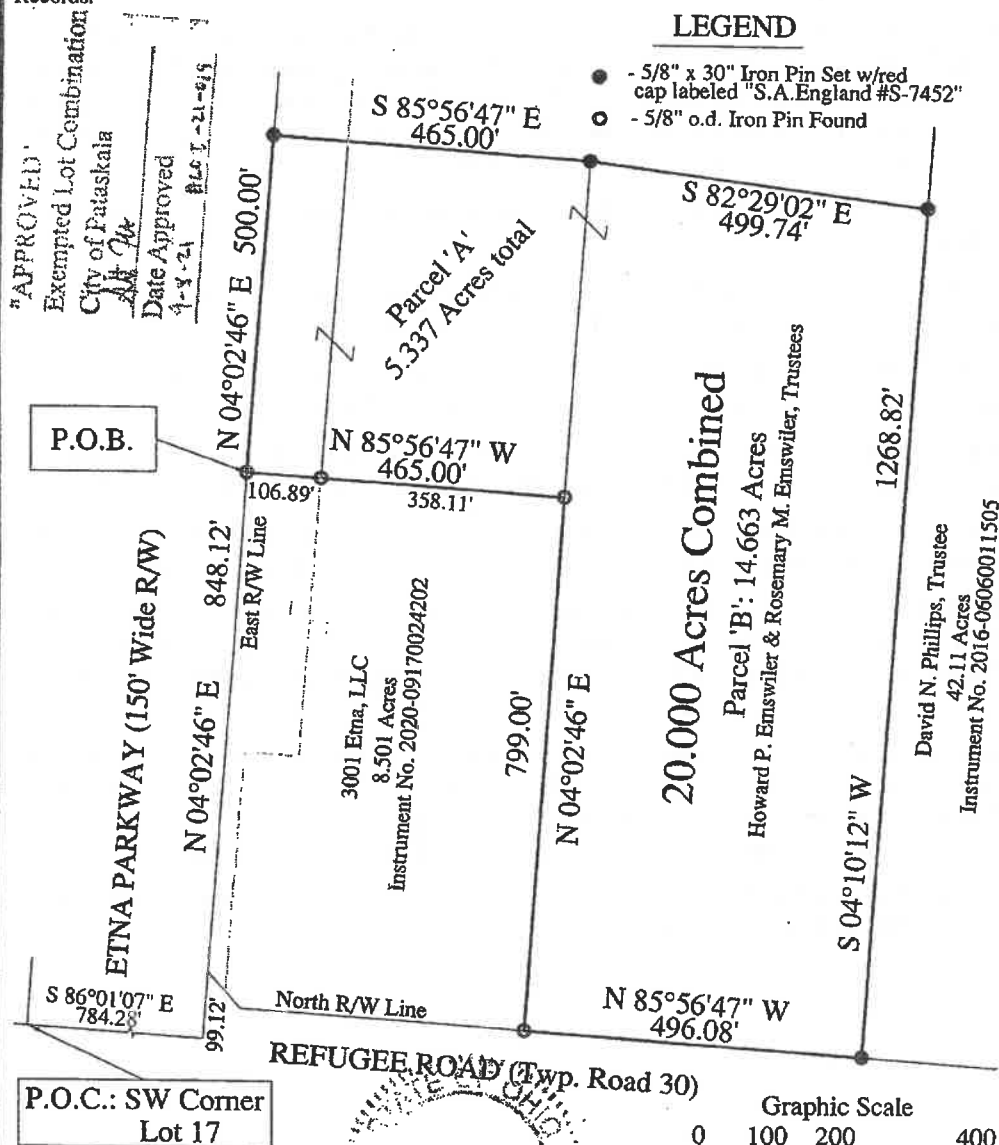 Records.
"APPROVED"
Exempted Lot Combination
City of Pataskala
Date Approved
LEGEND
- 5/8" x 30" Iron Pin Set w/red
cap labeled "S.A.England #S-7452"
- 5/8" o.d. Iron Pin Found
S 85°56'47" E
465.00'
S 82°29'02" E
499.74'
N 04°02'46" E 500.00'
Parcel 'A'
5.337 Acres total
P.O.B.
N 85°56'47" W
465.00'
106.89'
358.11'
848.12'
East R/W Line
N 04°02'46" E
ETNA PARKWAY (150' Wide R/W)
3001 Etna, LLC
8.501 Acres
Instrument No. 2020-09170024202
799.00'
N 04°02'46" E
20.000 Acres Combined
Parcel 'B': 14.663 Acres
Howard P. Emswiler & Rosemary M. Emswiler, Trustees
1268.82'
S 04°10'12" W
David N. Phillips, Trustee
42.11 Acres
Instrument No. 2016-06060011505
S 86°01'07" E
784.28'
99.12'
North R/W Line
N 85°56'47" W
496.08'
REFUGEE ROAD (Twp. Road 30)
P.O.C.: SW Corner
Lot 17
STATE OF OHIO
Graphic Scale
0 100 200 400